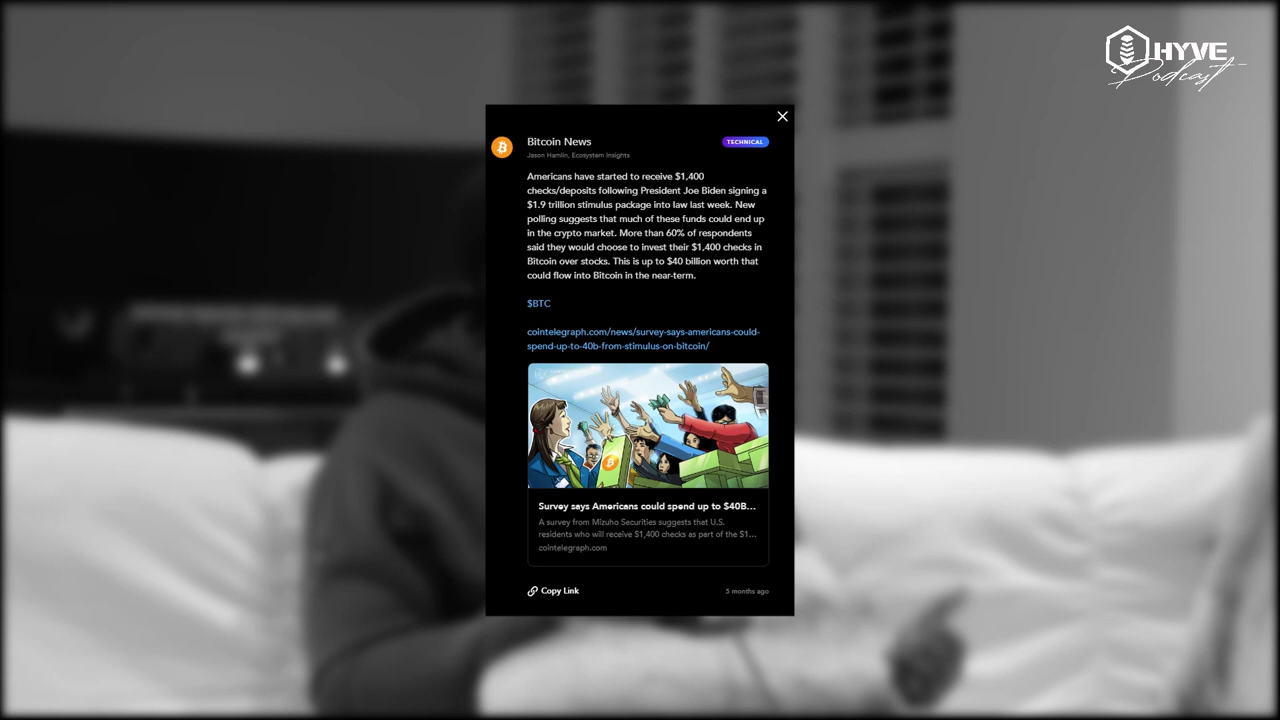 HYVE
Podcast
Bitcoin News
TECHNICAL
Jason Hamlin, Ecosystem Insights
Americans have started to receive $1,400
checks/deposits following President Joe Biden signing a
$1.9 trillion stimulus package into law last week. New
polling suggests that much of these funds could end up
in the crypto market. More than 60% of respondents
said they would choose to invest their $1,400 checks in
Bitcoin over stocks. This is up to $40 billion worth that
could flow into Bitcoin in the near-term.
$BTC
cointelegraph.com/news/survey-says-americans-could-
spend-up-to-40b-from-stimulus-on-bitcoin/
Survey says Americans could spend up to $40B...
A survey from Mizuho Securities suggests that U.S.
residents who will receive $1,400 checks as part of the $1...
cointelegraph.com
Copy Link
5 months ago